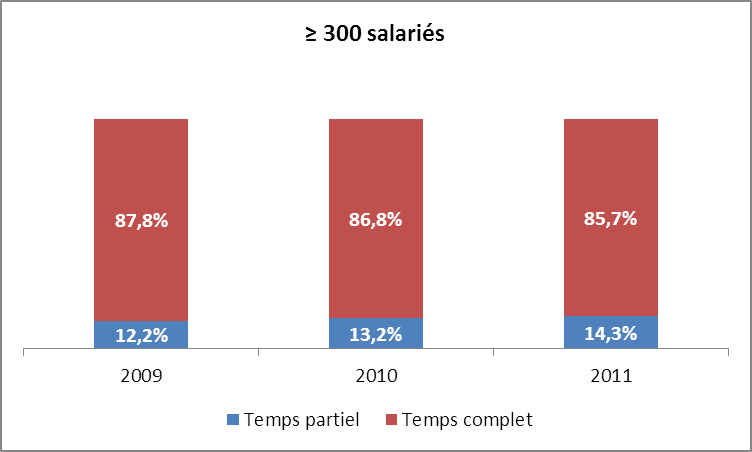 ≥ 300 salariés
87,8% 86,8% 85,7%
12,2% 13,2% 14,3%
2009 2010 2011
Temps partiel Temps complet